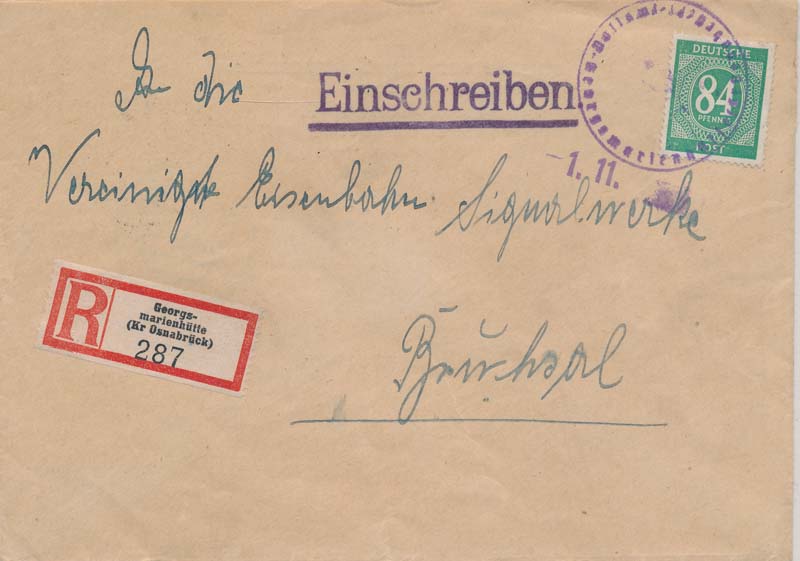 An die
Einschreiben
DEUTSCHE
84
PFENNIG
POST
1. 11.
Vereinigte Eisenbahn Signalwerke
R
Georgs-
marienhütte
(Kr Osnabrück)
287
Bruchsal